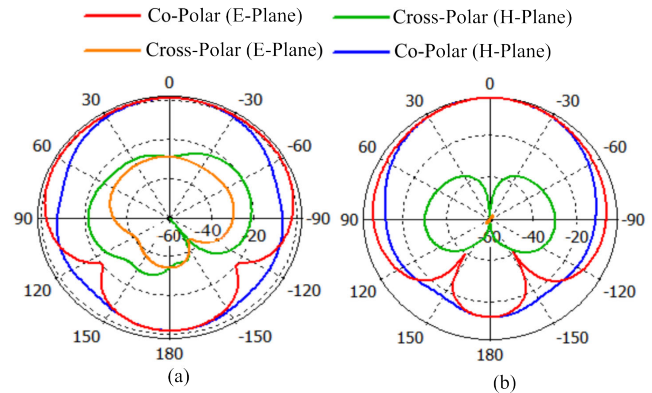 Co-Polar (E-Plane) Cross-Polar (H-Plane)
Cross-Polar (E-Plane) Co-Polar (H-Plane)
0 0
30 -30 30 -30
60 -60 60 -60
90 -60 -40 -20 -90 90 -60 -40 -20 -90
120 -120 120 -120
150 -150 150 -150
180 180
(a) (b)